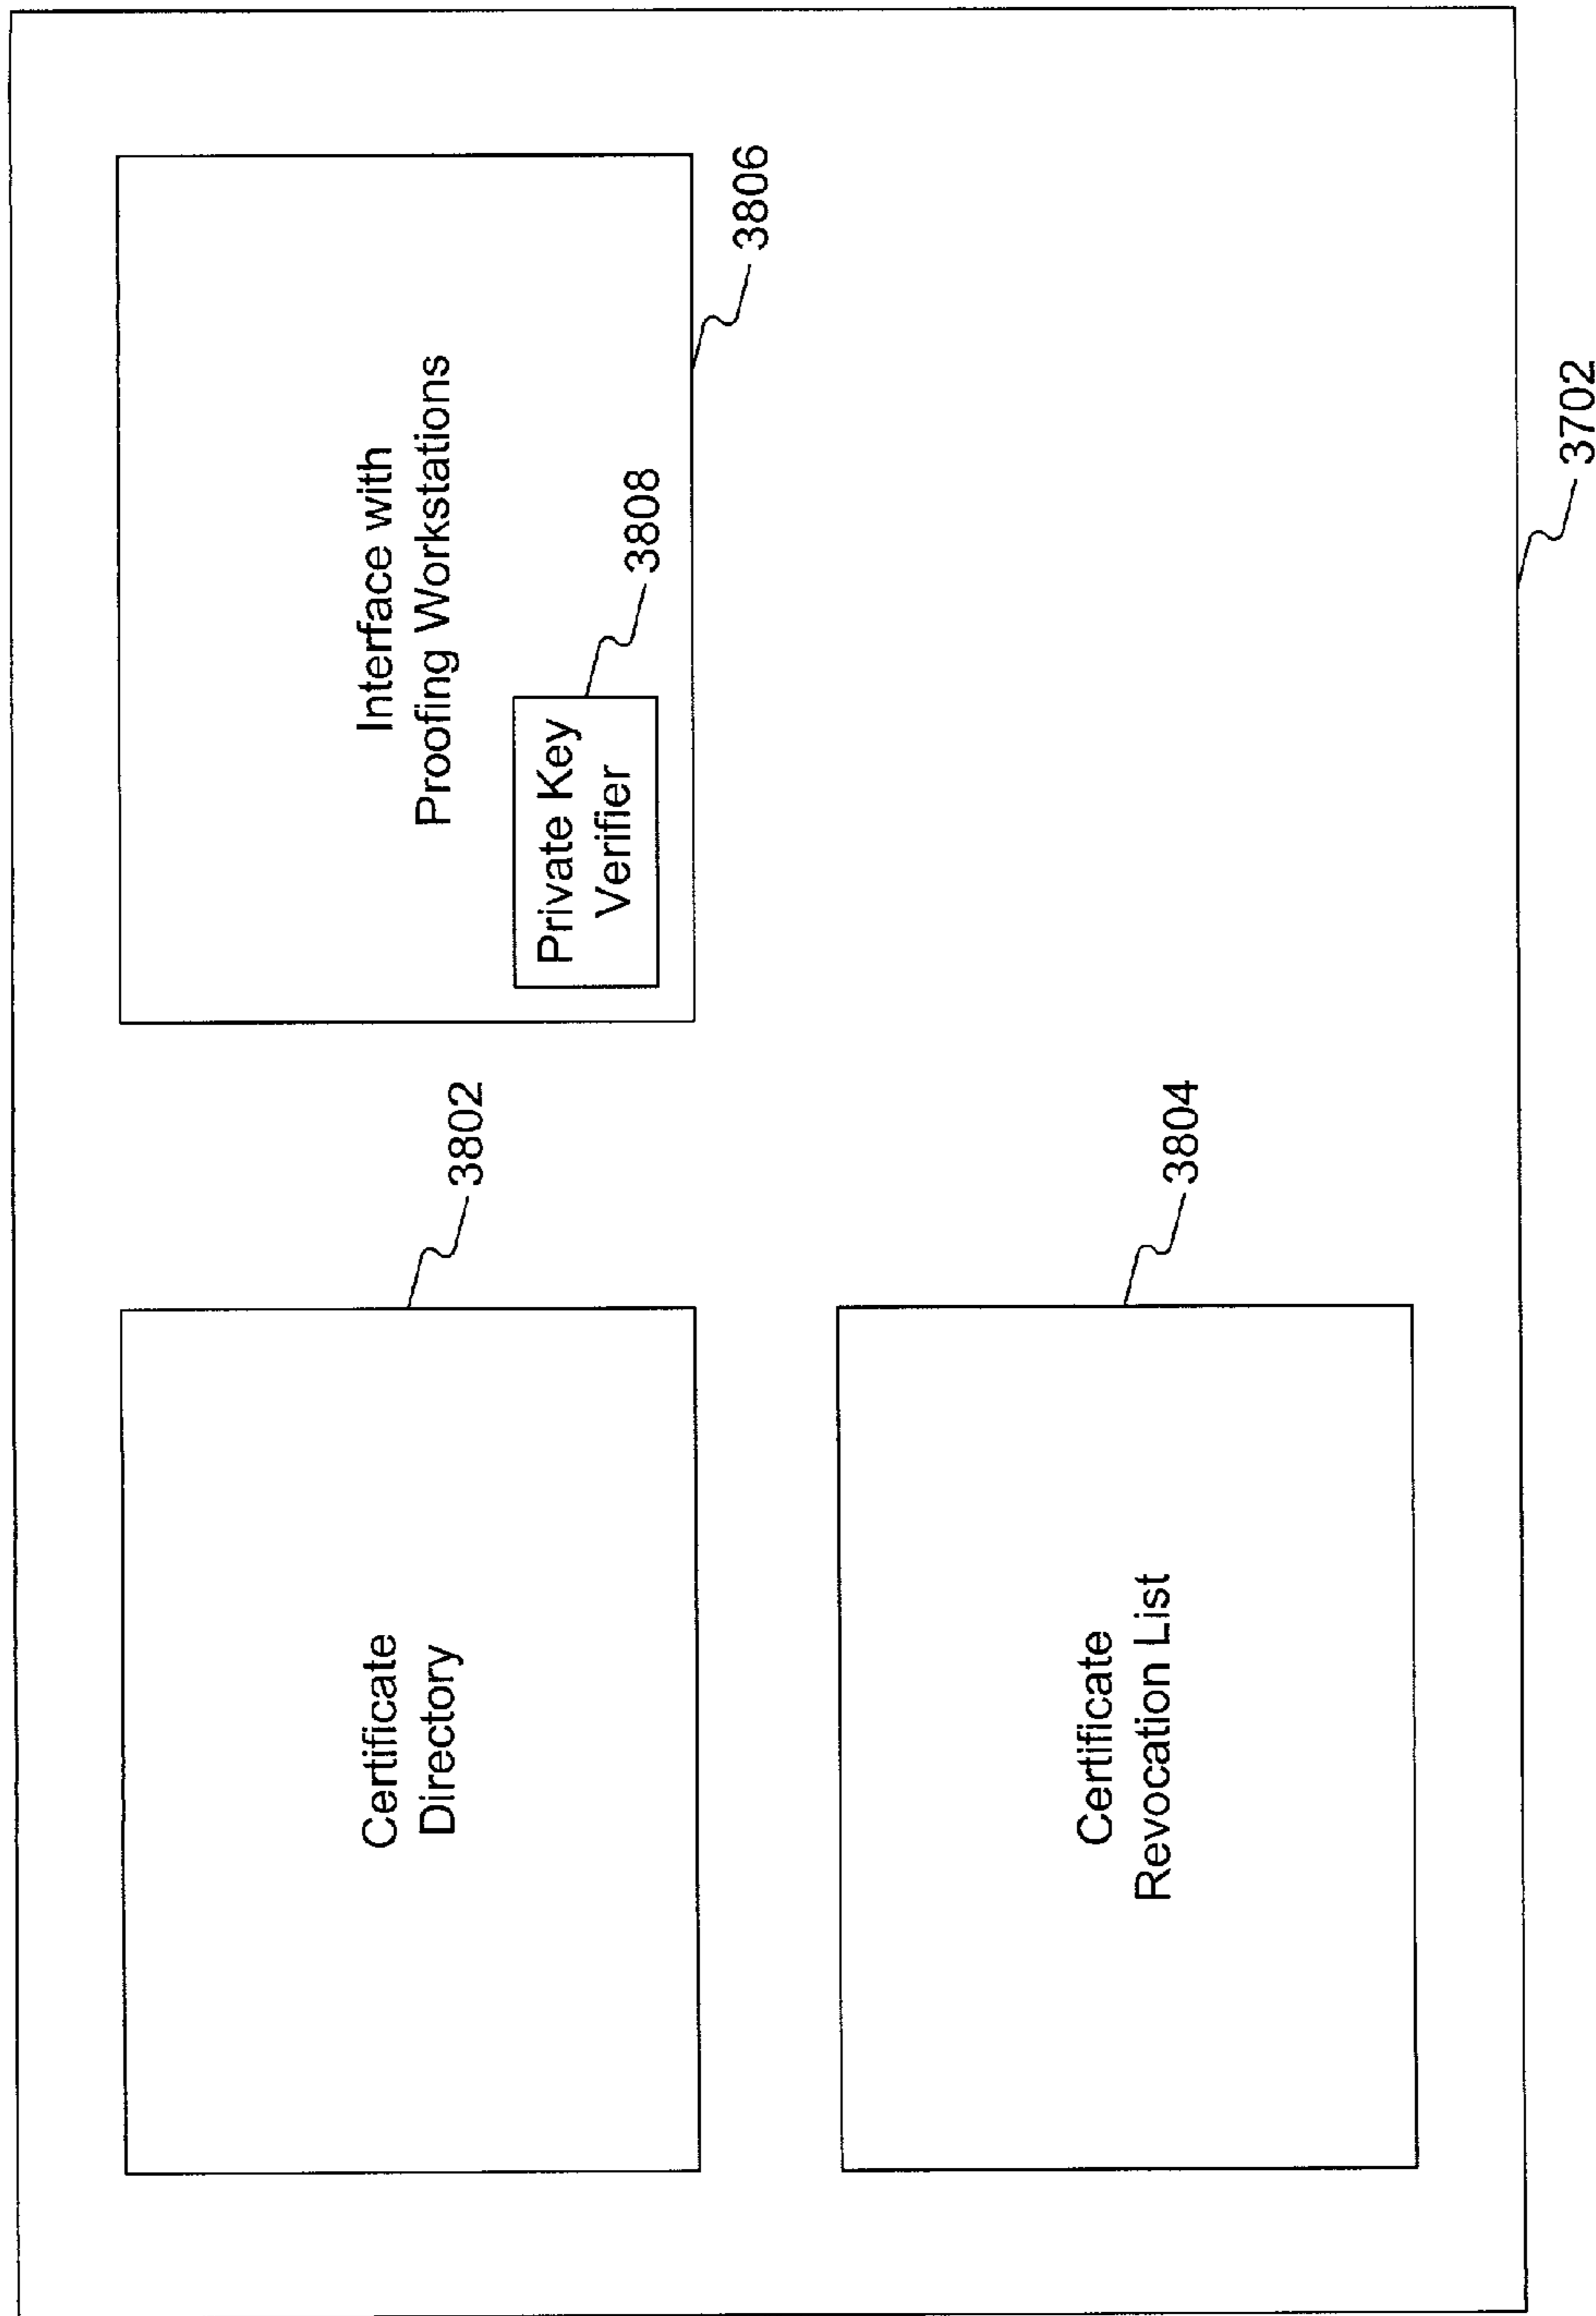 Certificate
Directory
3802
Interface with
Proofing Workstations
Private Key
Verifier
3808
3806
Certificate
Revocation List
3804
3702